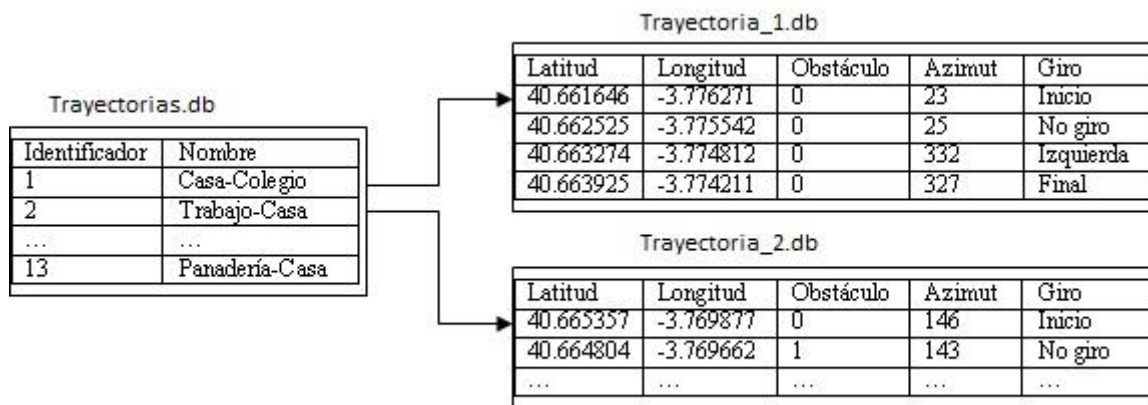 Trayectorias.db
Identificador Nombre
1 Casa-Colegio
2 Trabajo-Casa
... ...
13 Panadería-Casa
Trayectoria_1.db
Latitud Longitud Obstáculo Azimut Giro
40.661646 -3.776271 0 23 Inicio
40.662525 -3.775542 0 25 No giro
40.663274 -3.774812 0 332 Izquierda
40.663925 -3.774211 0 327 Final
Trayectoria_2.db
Latitud Longitud Obstáculo Azimut Giro
40.665357 -3.769877 0 146 Inicio
40.664804 -3.769662 1 143 No giro
... ... ... ... ...